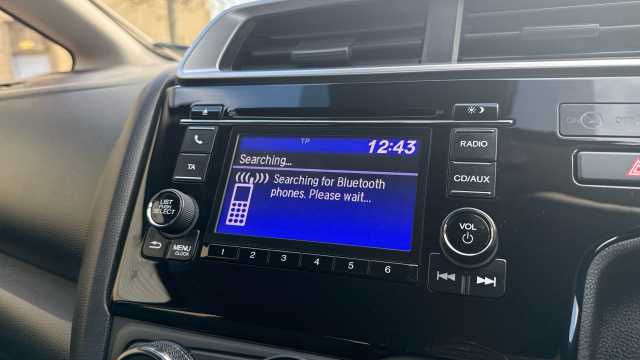 TP 12:43
Searching...
Searching for Bluetooth
phones. Please wait...
TA
RADIO
CD/AUX
LIST
PUSH
SELECT
VOL
MENU
CLOCK
1 2 3 4 5 6